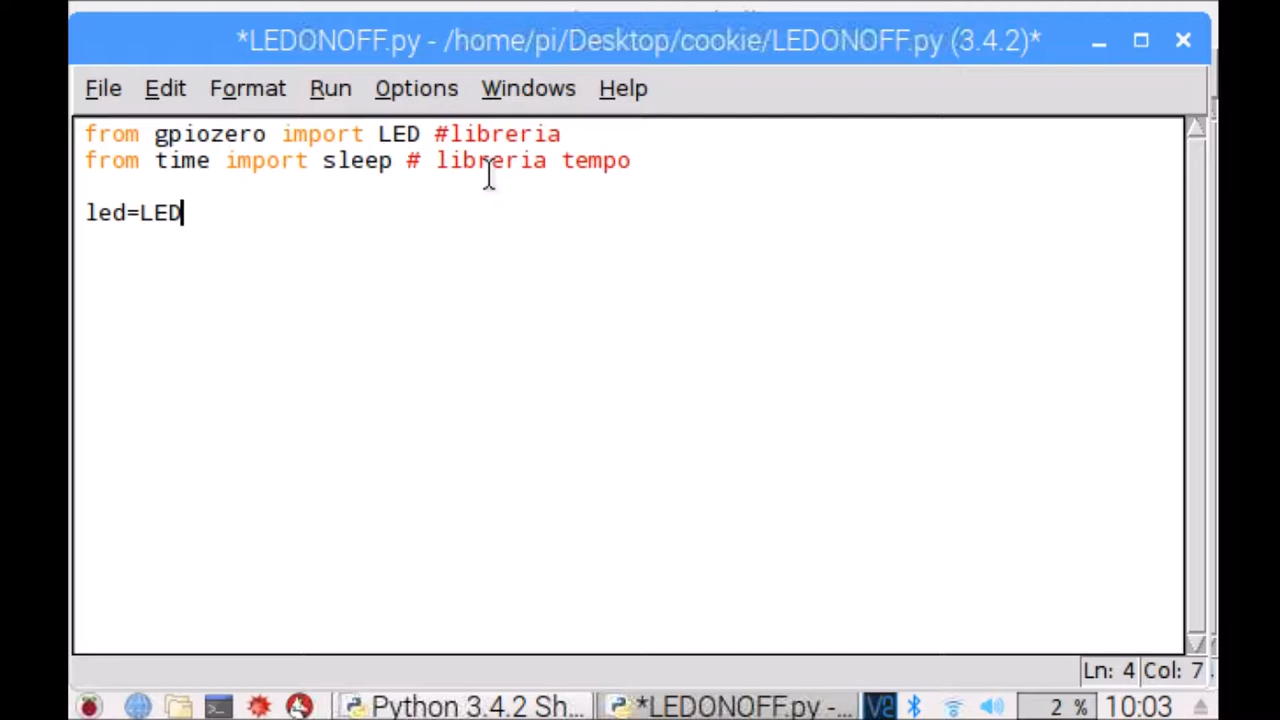 *LEDONOFF.py - /home/pi/Desktop/cookie/LEDONOFF.py (3.4.2)*
File Edit Format Run Options Windows Help
from gpiozero import LED #libreria
from time import sleep # libreria tempo
led=LED
Ln: 4 Col: 7
Python 3.4.2 Sh... *LEDONOFF.py -... V2 2 % 10:03